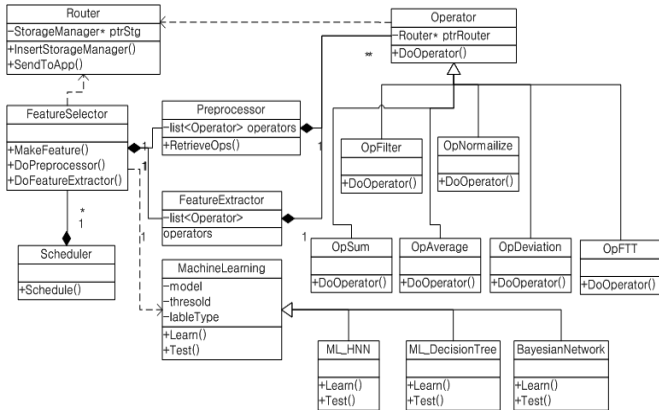 Router
-StorageManager* ptrStg
+InsertStorageManager()
+SendToApp()
Operator
-Router* ptrRouter
+DoOperator()
**
FeatureSelector
+MakeFeature()
+DoPreprocessor()
+DoFeatureExtractor()
1
1
1
1
*
1
Preprocessor
-list<Operator> operators
+RetrieveOps()
1
FeatureExtractor
-list<Operator>
operators
1
Scheduler
+Schedule()
MachineLearning
-model
-thresold
-lableType
+Learn()
+Test()
OpFilter
+DoOperator()
OpNormailize
+DoOperator()
OpSum
+DoOperator()
OpAverage
+DoOperator()
OpDeviation
+DoOperator()
OpFTT
+DoOperator()
ML_HNN
+Learn()
+Test()
ML_DecisionTree
+Learn()
+Test()
BayesianNetwork
+Learn()
+Test()